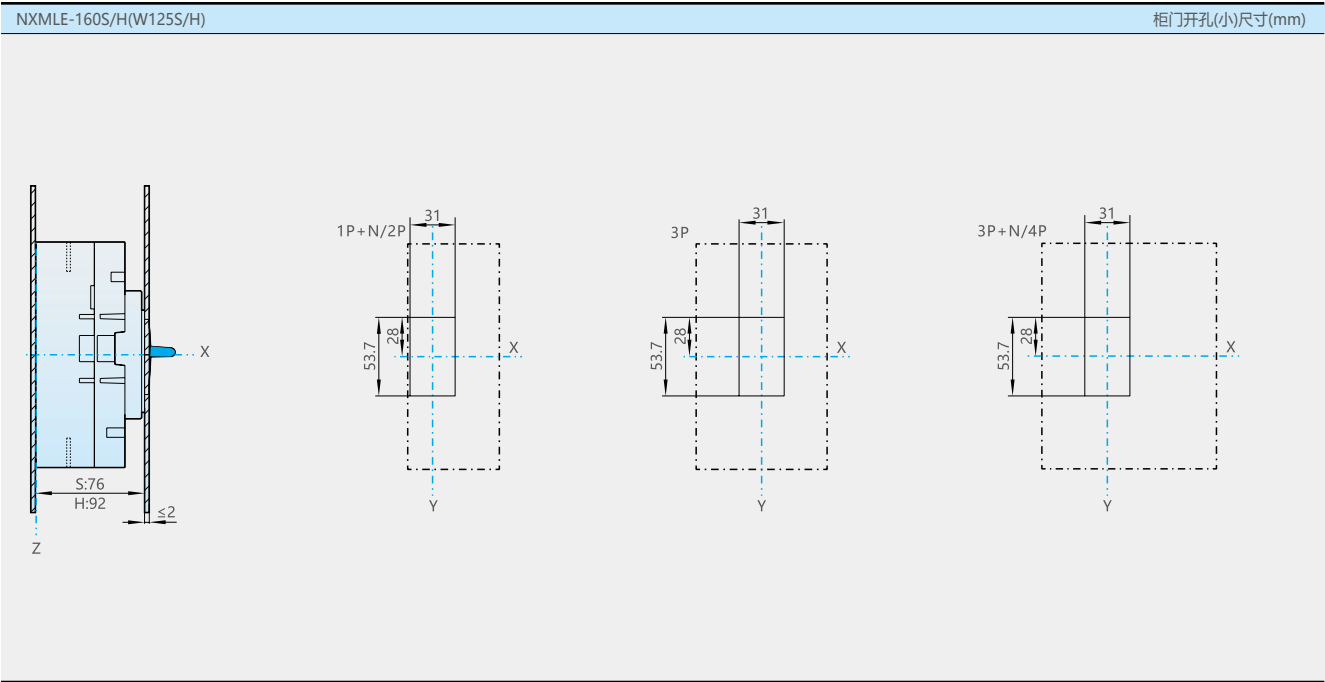 NXMLE-160S/H(W125S/H)
柜门开孔(小)尺寸(mm)
X
S:76
H:92
≤2
Z
1P+N/2P
31
28
53.7
X
Y
3P
31
28
53.7
X
Y
3P+N/4P
31
28
53.7
X
Y